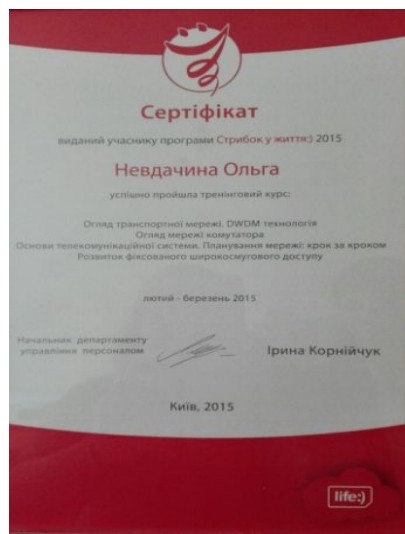 Сертіфікат
виданий учаснику програми Стрибок у життя:) 2015
Невдачина Ольга
успішно пройшла тренінговий курс:
Огляд транспортної мережі. DWDM технологія
Огляд мережі комутатора
Основи телекомунікаційної системи. Планування мережі: крок за кроком
Розвиток фіксованого широкосмугового доступу
лютий - березень 2015
Начальник департаменту
управління персоналом
Ірина Корнійчук
Київ, 2015
life:)